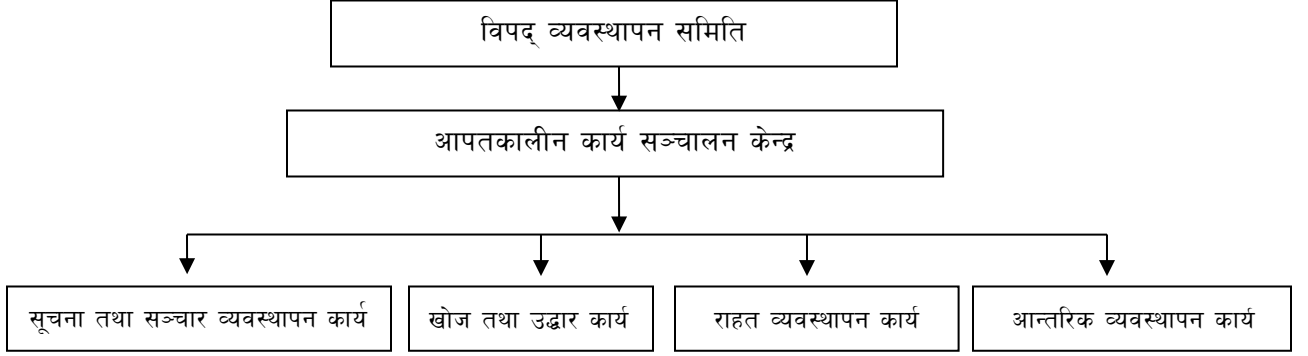 विपद् व्यवस्थापन समिति
आपतकालीन कार्य सञ्चालन केन्द्र
सूचना तथा सञ्चार व्यवस्थापन कार्य
खोज तथा उद्धार कार्य
राहत व्यवस्थापन कार्य
आन्तरिक व्यवस्थापन कार्य